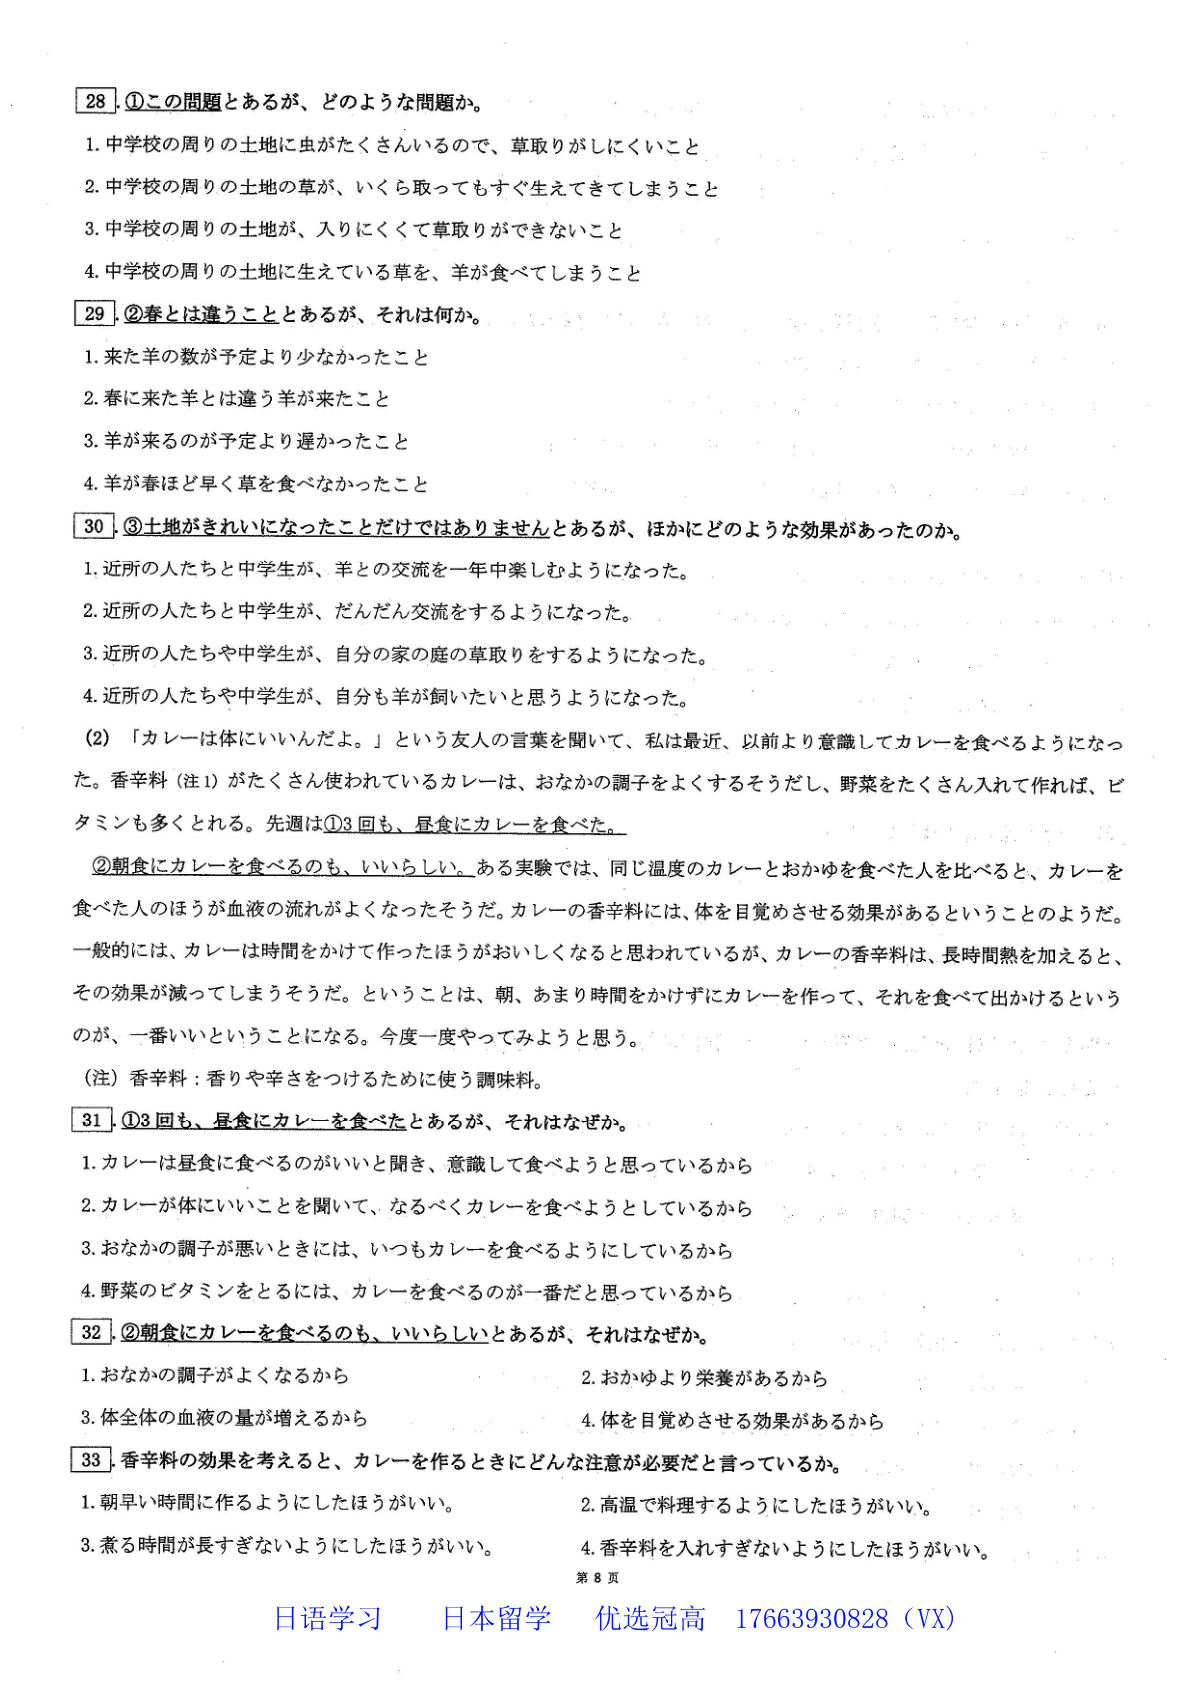 28.①この問題とあるが、どのような問題か。
1.中学校の周りの土地に虫がたくさんいるので、草取りがしにくいこと
2.中学校の周りの土地の草が、いくら取ってもすぐ生えてきてしまうこと
3.中学校の周りの土地が、入りにくくて草取りができないこと
4.中学校の周りの土地に生えている草を、羊が食べてしまうこと
29.②春とは違うこととあるが、それは何か。
1.来た羊の数が予定より少なかったこと
2.春に来た羊とは違う羊が来たこと
3.羊が来るのが予定より遅かったこと
4.羊が春ほど早く草を食べなかったこと
30.③土地がきれいになったことだけではありませんとあるが、ほかにどのような効果があったのか。
1.近所の人たちと中学生が、羊との交流を一年中楽しむようになった。
2.近所の人たちと中学生が、だんだん交流をするようになった。
3.近所の人たちや中学生が、自分の家の庭の草取りをするようになった。
4.近所の人たちや中学生が、自分も羊が飼いたいと思うようになった。
(2) 「カレーは体にいいんだよ。」という友人の言葉を聞いて、私は最近、以前より意識してカレーを食べるようになっ
た。香辛料（注1）がたくさん使われているカレーは、おなかの調子をよくするそうだし、野菜をたくさん入れて作れば、ビ
タミンも多くとれる。先週は①3回も、昼食にカレーを食べた。
②朝食にカレーを食べるのも、いいらしい。ある実験では、同じ温度のカレーとおかゆを食べた人を比べると、カレーを
食べた人のほうが血液の流れがよくなったそうだ。カレーの香辛料には、体を目覚めさせる効果があるということのようだ。
一般的には、カレーは時間をかけて作ったほうがおいしくなると思われているが、カレーの香辛料は、長時間熱を加えると、
その効果が減ってしまうそうだ。ということは、朝、あまり時間をかけずにカレーを作って、それを食べて出かけるという
のが、一番いいということになる。今度一度やってみようと思う。
（注）香辛料：香りや辛さをつけるために使う調味料。
31.①3回も、昼食にカレーを食べたとあるが、それはなぜか。
1.カレーは昼食に食べるのがいいと聞き、意識して食べようと思っているから
2.カレーが体にいいことを聞いて、なるべくカレーを食べようとしているから
3.おなかの調子が悪いときには、いつもカレーを食べるようにしているから
4.野菜のビタミンをとるには、カレーを食べるのが一番だと思っているから
32.②朝食にカレーを食べるのも、いいらしいとあるが、それはなぜか。
1.おなかの調子がよくなるから 2.おかゆより栄養があるから
3.体全体の血液の量が増えるから 4.体を目覚めさせる効果があるから
33.香辛料の効果を考えると、カレーを作るときにどんな注意が必要だと言っているか。
1.朝早い時間に作るようにしたほうがいい。 2.高温で料理するようにしたほうがいい。
3.煮る時間が長すぎないようにしたほうがいい。 4.香辛料を入れすぎないようにしたほうがいい。
第 8 页
日语学习 日本留学 优选冠高 17663930828（VX)